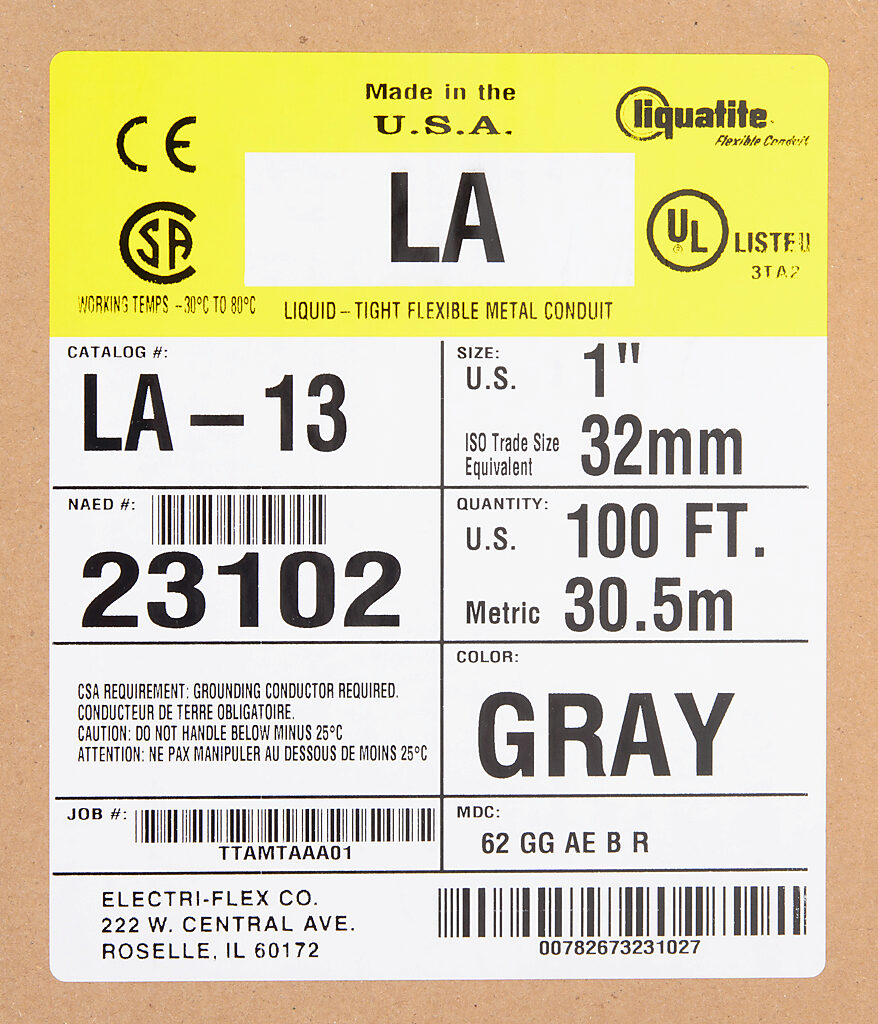 Made in the
U.S.A.
CE
liquatite
Flexible Conduit
LA
SA
UL
LISTED
3TA2
WORKING TEMPS -30°C TO 80°C
LIQUID-TIGHT FLEXIBLE METAL CONDUIT
CATALOG #:
LA-13
SIZE:
U.S. 1"
ISO Trade Size
Equivalent 32mm
NAED #:
23102
QUANTITY:
U.S. 100 FT.
Metric 30.5m
CSA REQUIREMENT: GROUNDING CONDUCTOR REQUIRED.
CONDUCTEUR DE TERRE OBLIGATOIRE.
CAUTION: DO NOT HANDLE BELOW MINUS 25°C
ATTENTION: NE PAX MANIPULER AU DESSOUS DE MOINS 25°C
COLOR:
GRAY
JOB #:
TTAMTAAA01
MDC:
62 GG AE B R
ELECTRI-FLEX CO.
222 W. CENTRAL AVE.
ROSELLE, IL 60172
00782673231027